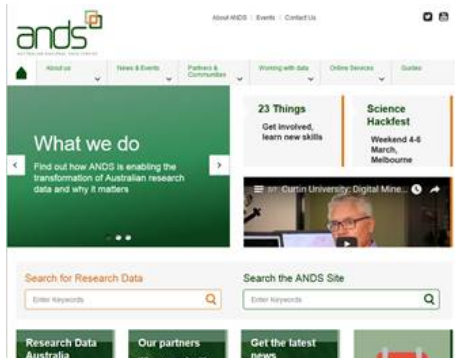 ands
AUSTRALIAN NATIONAL DATA SERVICE
About ANDS | Events | Contact Us
About us
News & Events
Partners &
Communities
Working with data
Online Services
Guides
What we do
Find out how ANDS is enabling the
transformation of Australian research
data and why it matters
23 Things
Get involved,
learn new skills
Science
Hackfest
Weekend 4-6
March,
Melbourne
Curtin University: Digital Mine...
Search for Research Data
Enter Keywords
Search the ANDS Site
Enter Keywords
Research Data
Australia
Our partners
Get the latest
news